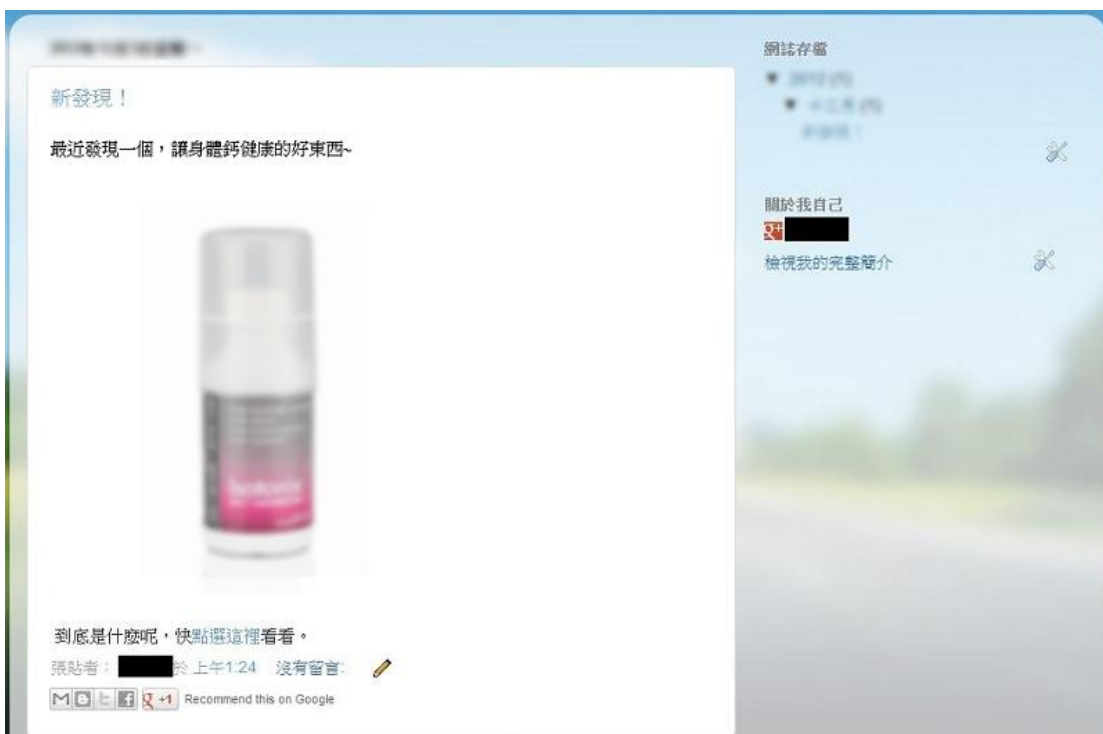 新發現！
最近發現一個，讓身體鈣健康的好東西~
到底是什麼呢，快點選這裡看看。
張貼者： 於 上午1:24 沒有留言:
g +1 Recommend this on Google
網誌存檔
關於我自己
g+
檢視我的完整簡介